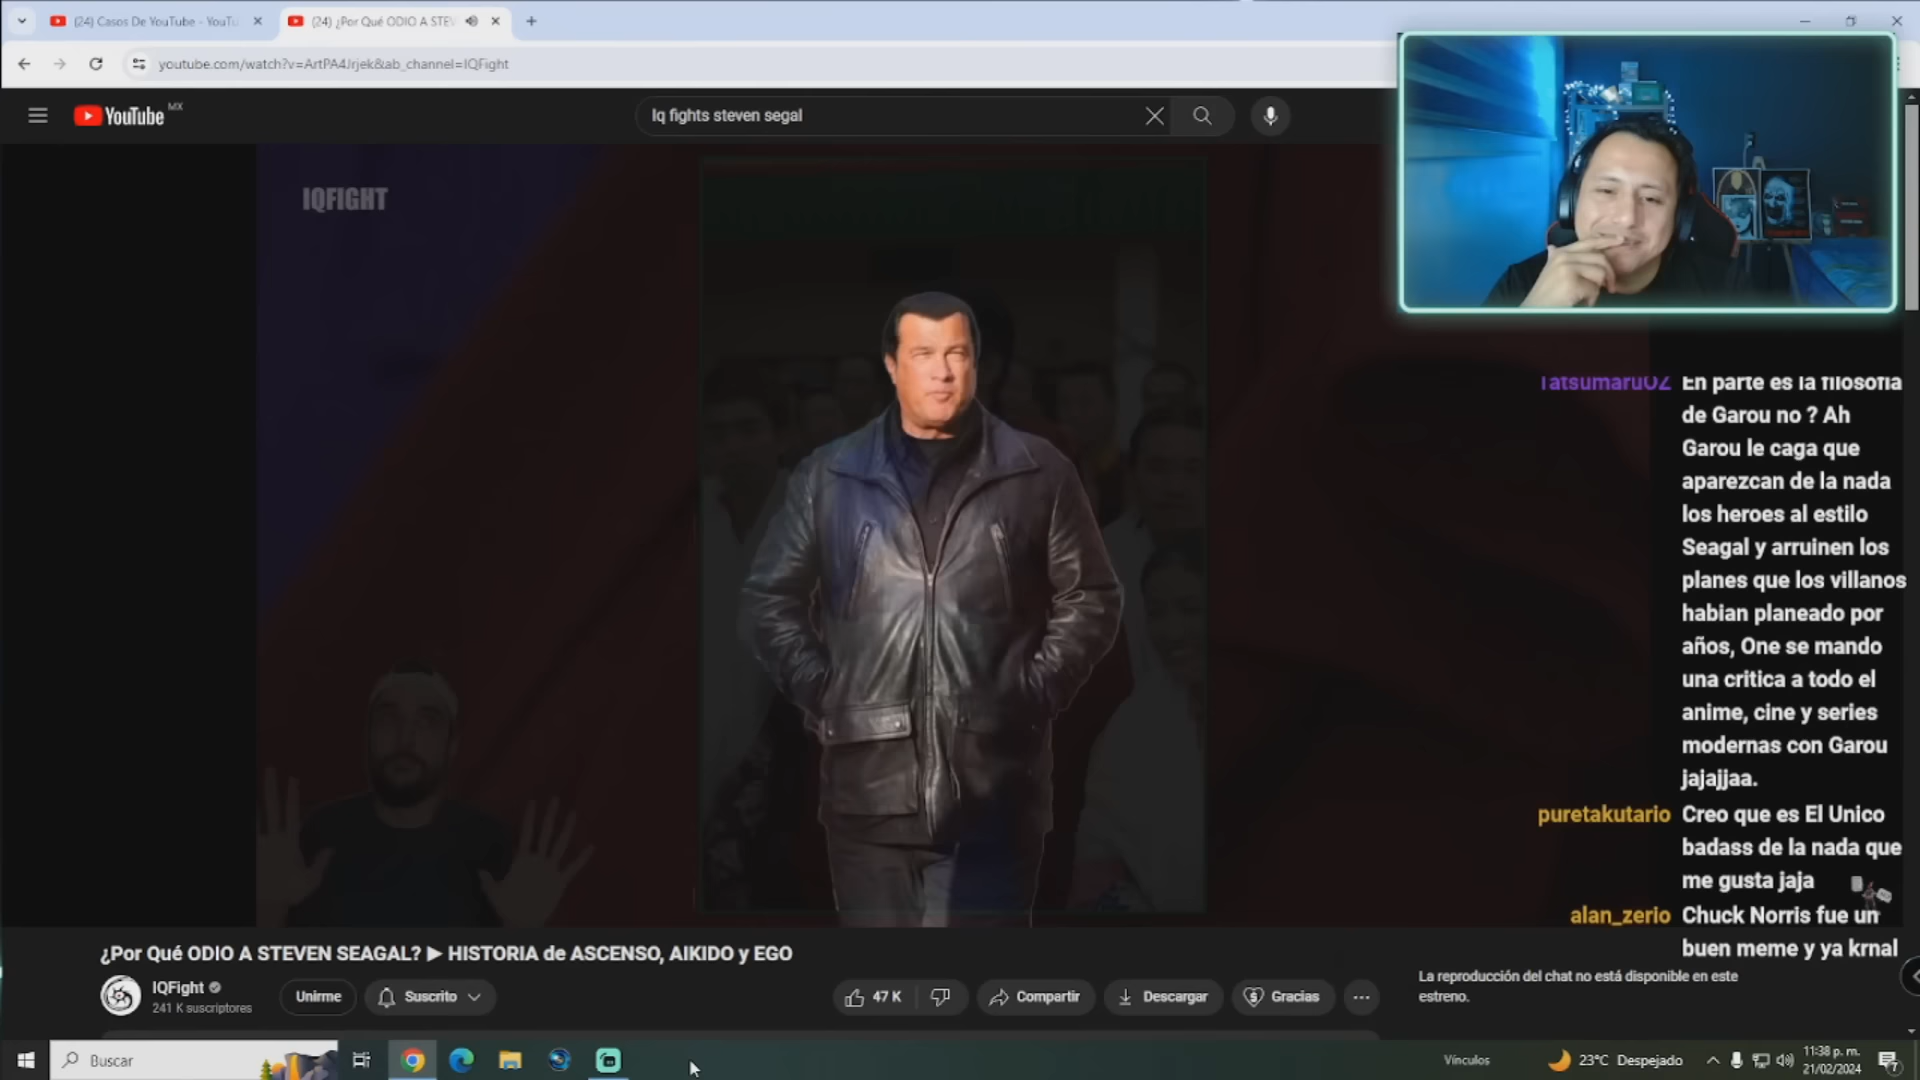 (24) Casos De YouTube - YouTu
(24) ¿Por Qué ODIO A STEV
youtube.com/watch?v=ArtPA4Jrjek&ab_channel=IQFight
YouTube MX
Iq fights steven segal
IQFIGHT
TatsumaruOZ En parte es la filosofia
de Garou no ? Ah
Garou le caga que
aparezcan de la nada
los heroes al estilo
Seagal y arruinen los
planes que los villanos
habian planeado por
años, One se mando
una critica a todo el
anime, cine y series
modernas con Garou
jajajjaa.
puretakutario Creo que es El Unico
badass de la nada que
me gusta jaja
alan_zerio Chuck Norris fue un
buen meme y ya krnal
¿Por Qué ODIO A STEVEN SEAGAL? ▶ HISTORIA de ASCENSO, AIKIDO y EGO
IQFight
241 K suscriptores
Unirme
Suscrito
47 K
Compartir
Descargar
Gracias
La reproducción del chat no está disponible en este
estreno.
Buscar
Vínculos
23°C Despejado
11:38 p. m.
21/02/2024
7